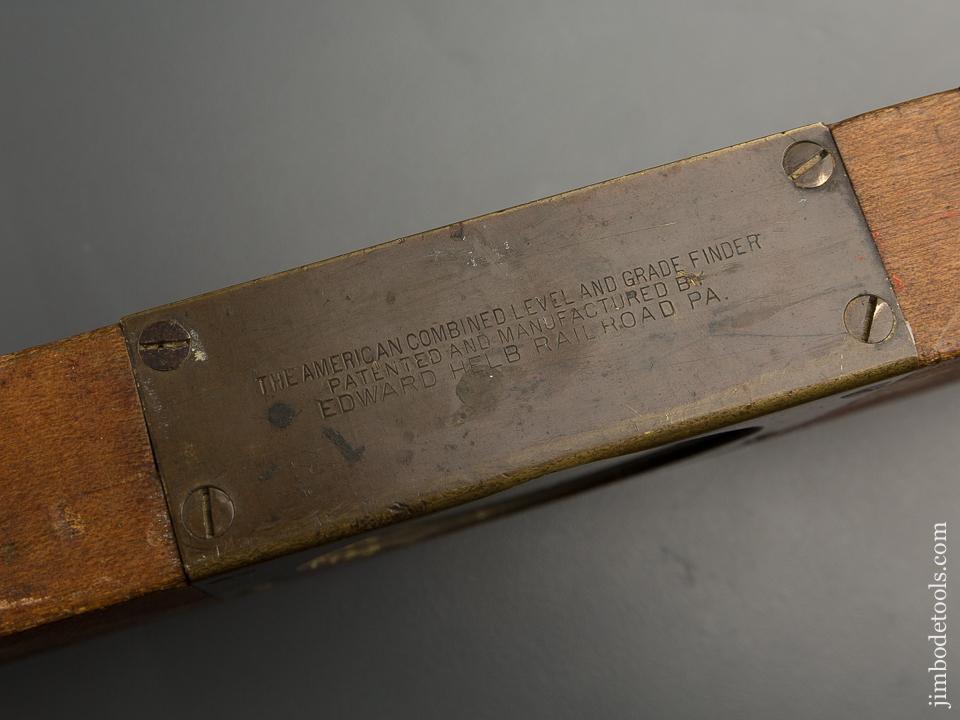 THE AMERICAN COMBINED LEVEL AND GRADE FINDER
PATENTED AND MANUFACTURED BY
EDWARD HELB RAILROAD PA.
jimbodetools.com